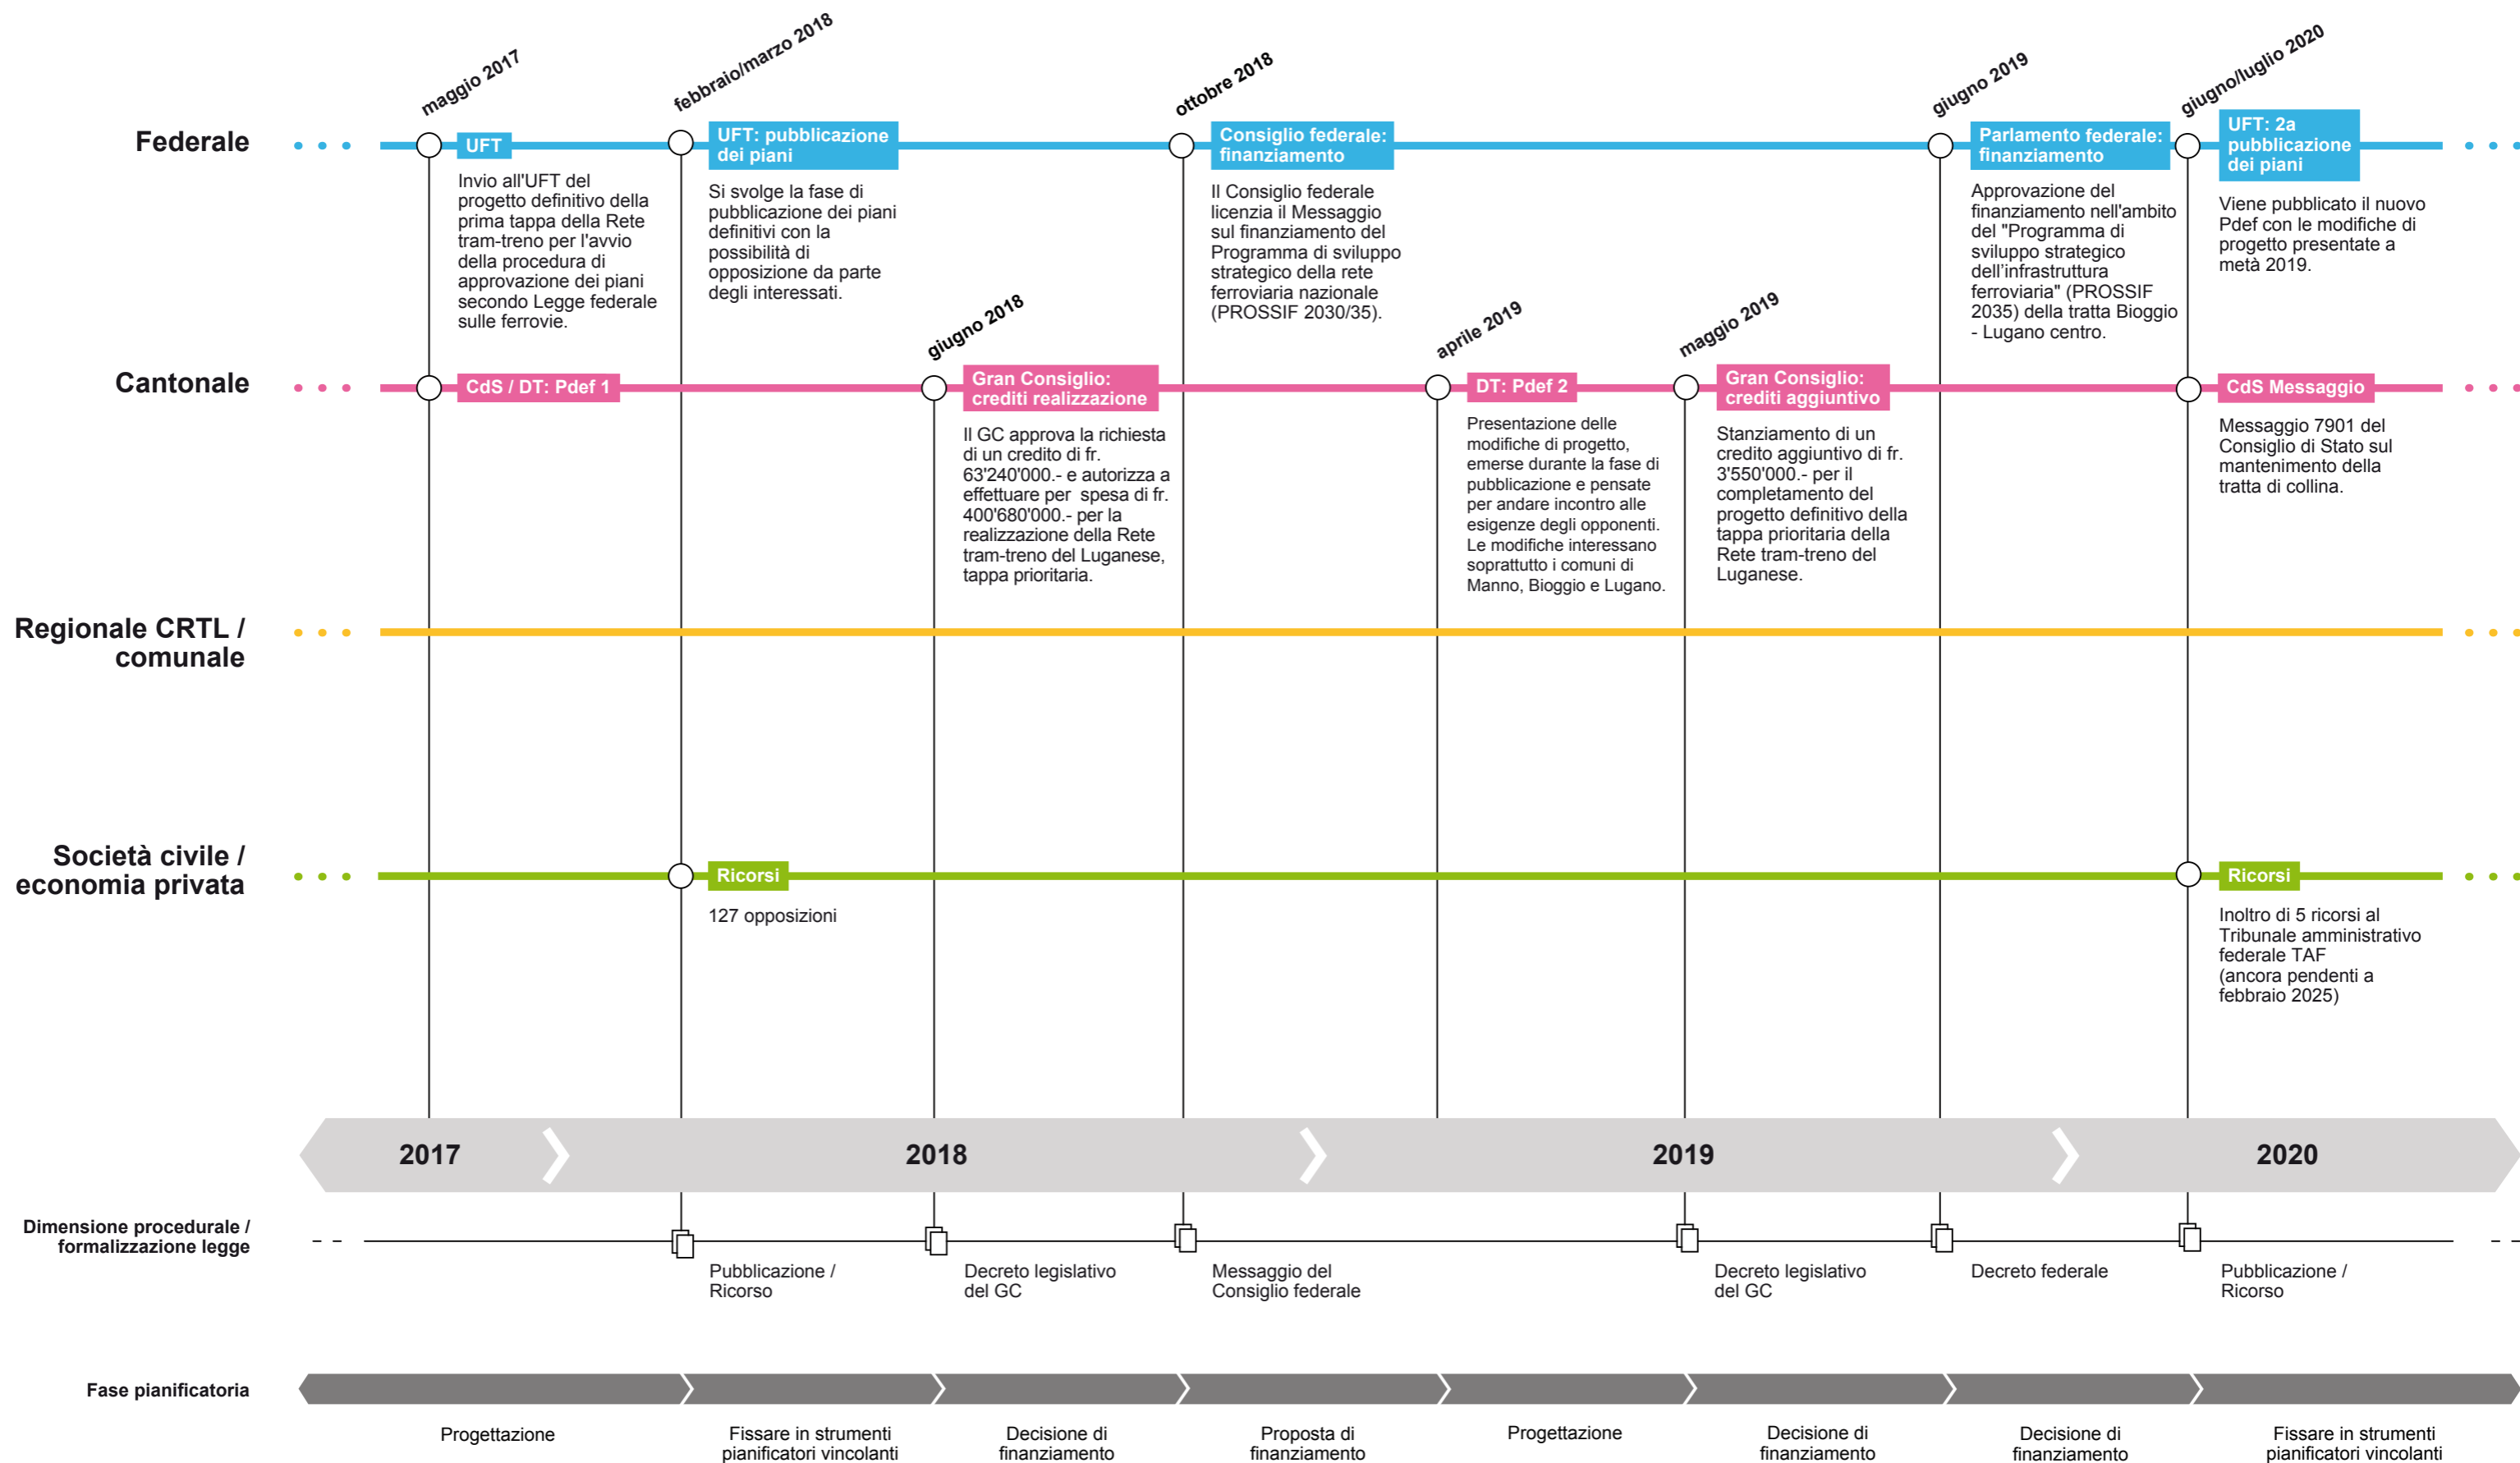 maggio 2017
febbraio/marzo 2018
ottobre 2018
giugno 2019
giugno/luglio 2020
Federale
UFT
Invio all'UFT del
progetto definitivo della
prima tappa della Rete
tram-treno per l'avvio
della procedura di
approvazione dei piani
secondo Legge federale
sulle ferrovie.
UFT: pubblicazione
dei piani
Si svolge la fase di
pubblicazione dei piani
definitivi con la
possibilità di
opposizione da parte
degli interessati.
Consiglio federale:
finanziamento
Il Consiglio federale
licenzia il Messaggio
sul finanziamento del
Programma di sviluppo
strategico della rete
ferroviaria nazionale
(PROSSIF 2030/35).
Parlamento federale:
finanziamento
Approvazione del
finanziamento nell'ambito
del "Programma di
sviluppo strategico
dell'infrastruttura
ferroviaria" (PROSSIF
2035) della tratta Bioggio
- Lugano centro.
UFT: 2a
pubblicazione
dei piani
Viene pubblicato il nuovo
Pdef con le modifiche di
progetto presentate a
metà 2019.
giugno 2018
aprile 2019
maggio 2019
Cantonale
CdS / DT: Pdef 1
Gran Consiglio:
crediti realizzazione
Il GC approva la richiesta
di un credito di fr.
63'240'000.- e autorizza a
effettuare per spesa di fr.
400'680'000.- per la
realizzazione della Rete
tram-treno del Luganese,
tappa prioritaria.
DT: Pdef 2
Presentazione delle
modifiche di progetto,
emerse durante la fase di
pubblicazione e pensate
per andare incontro alle
esigenze degli opponenti.
Le modifiche interessano
soprattutto i comuni di
Manno, Bioggio e Lugano.
Gran Consiglio:
crediti aggiuntivo
Stanziamento di un
credito aggiuntivo di fr.
3'550'000.- per il
completamento del
progetto definitivo della
tappa prioritaria della
Rete tram-treno del
Luganese.
CdS Messaggio
Messaggio 7901 del
Consiglio di Stato sul
mantenimento della
tratta di collina.
Regionale CRTL /
comunale
Società civile /
economia privata
Ricorsi
127 opposizioni
Ricorsi
Inoltro di 5 ricorsi al
Tribunale amministrativo
federale TAF
(ancora pendenti a
febbraio 2025)
2017
2018
2019
2020
Dimensione procedurale /
formalizzazione legge
Pubblicazione /
Ricorso
Decreto legislativo
del GC
Messaggio del
Consiglio federale
Decreto legislativo
del GC
Decreto federale
Pubblicazione /
Ricorso
Fase pianificatoria
Progettazione
Fissare in strumenti
pianificatori vincolanti
Decisione di
finanziamento
Proposta di
finanziamento
Progettazione
Decisione di
finanziamento
Decisione di
finanziamento
Fissare in strumenti
pianificatori vincolanti